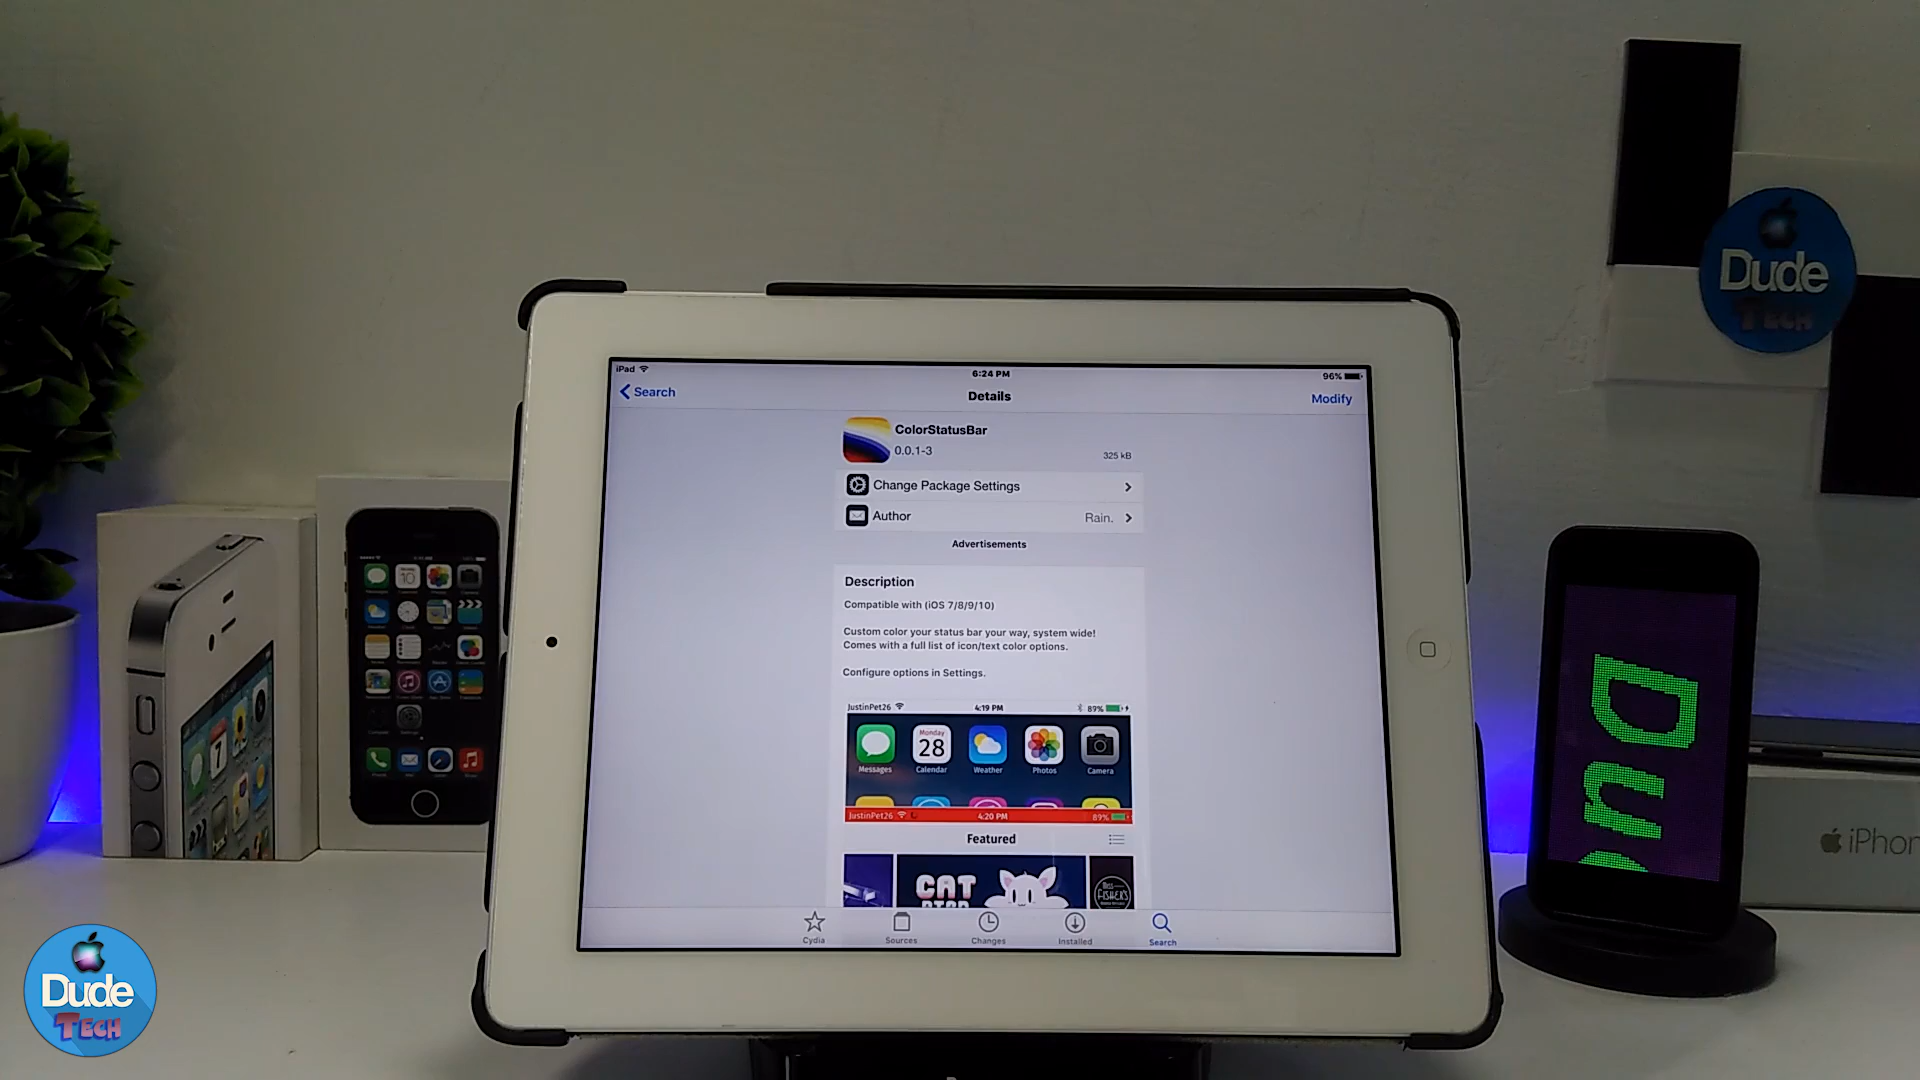 Dude
TECH
iPad
6:24 PM
96%
Search
Details
Modify
ColorStatusBar
0.0.1-3
325 kB
Change Package Settings
Author
Rain.
Advertisements
Description
Compatible with (iOS 7/8/9/10)
Custom color your status bar your way, system wide!
Comes with a full list of icon/text color options.
Configure options in Settings.
JustinPet26
4:19 PM
89%
Monday
28
Messages
Calendar
Weather
Photos
Camera
JustinPet26
4:20 PM
89%
Featured
CAT
MISS
FISHER'S
Cydia
Sources
Changes
Installed
Search
Du
iPhon
Dude
TECH